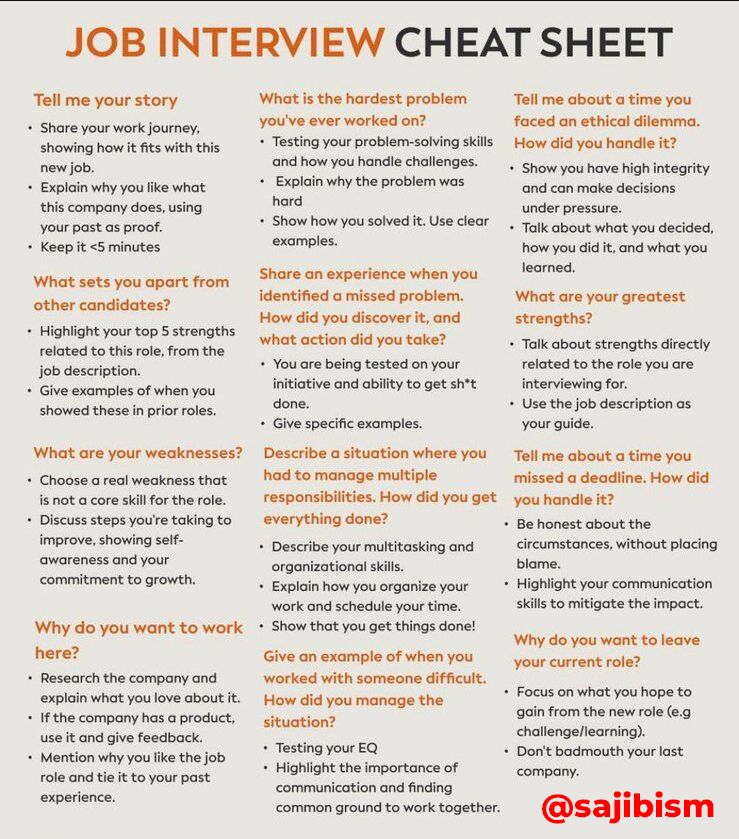 JOB INTERVIEW CHEAT SHEET
Tell me your story
• Share your work journey,
showing how it fits with this
new job.
• Explain why you like what
this company does, using
your past as proof.
• Keep it <5 minutes
What sets you apart from
other candidates?
• Highlight your top 5 strengths
related to this role, from the
job description.
• Give examples of when you
showed these in prior roles.
What are your weaknesses?
• Choose a real weakness that
is not a core skill for the role.
• Discuss steps you're taking to
improve, showing self-
awareness and your
commitment to growth.
Why do you want to work
here?
• Research the company and
explain what you love about it.
• If the company has a product,
use it and give feedback.
• Mention why you like the job
role and tie it to your past
experience.
What is the hardest problem
you've ever worked on?
• Testing your problem-solving skills
and how you handle challenges.
• Explain why the problem was
hard
• Show how you solved it. Use clear
examples.
Share an experience when you
identified a missed problem.
How did you discover it, and
what action did you take?
• You are being tested on your
initiative and ability to get sh*t
done.
• Give specific examples.
Describe a situation where you
had to manage multiple
responsibilities. How did you get
everything done?
• Describe your multitasking and
organizational skills.
• Explain how you organize your
work and schedule your time.
• Show that you get things done!
Give an example of when you
worked with someone difficult.
How did you manage the
situation?
• Testing your EQ
• Highlight the importance of
communication and finding
common ground to work together.
Tell me about a time you
faced an ethical dilemma.
How did you handle it?
• Show you have high integrity
and can make decisions
under pressure.
• Talk about what you decided,
how you did it, and what you
learned.
What are your greatest
strengths?
• Talk about strengths directly
related to the role you are
interviewing for.
• Use the job description as
your guide.
Tell me about a time you
missed a deadline. How did
you handle it?
• Be honest about the
circumstances, without placing
blame.
• Highlight your communication
skills to mitigate the impact.
Why do you want to leave
your current role?
• Focus on what you hope to
gain from the new role (e.g
challenge/learning).
• Don't badmouth your last
company.
@sajibism